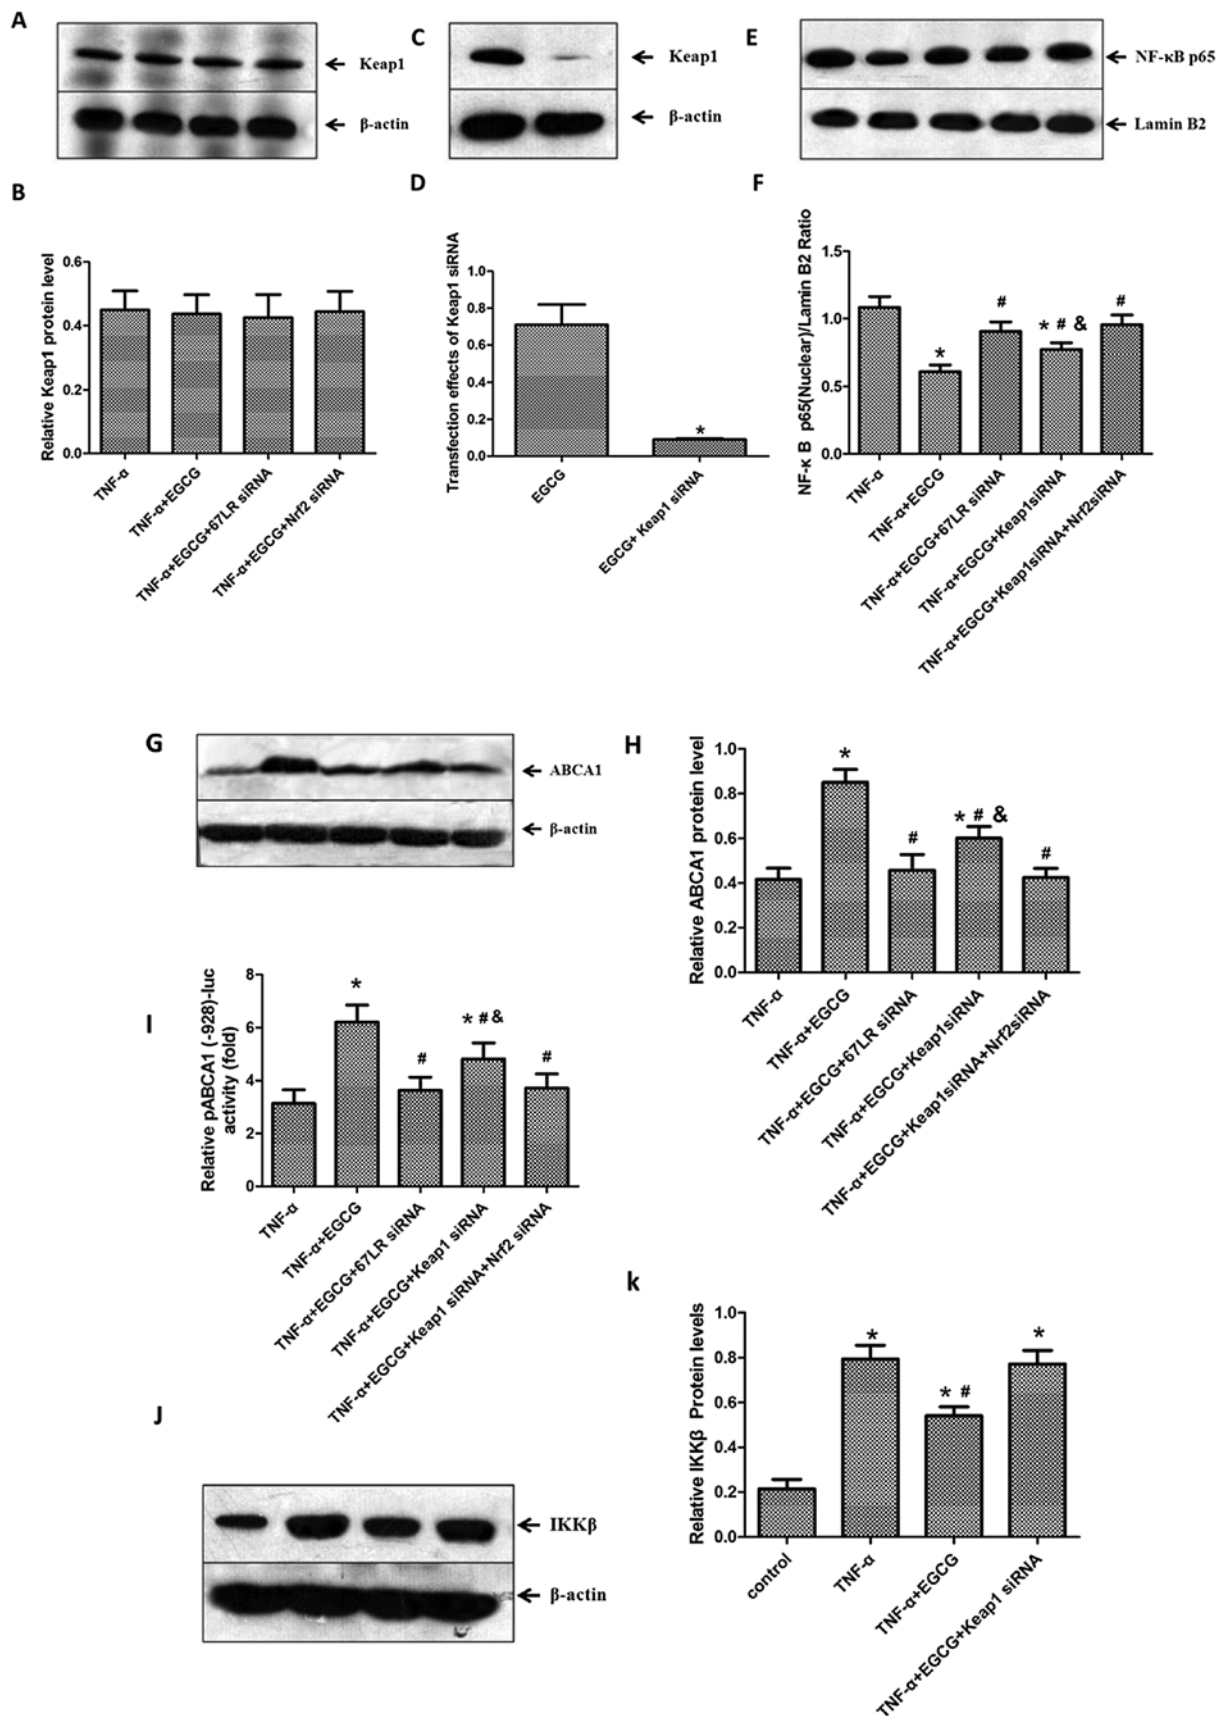 A
Keap1
β-actin
C
Keap1
β-actin
E
NF-κB p65
Lamin B2
B
Relative Keap1 protein level
0.6
0.4
0.2
0.0
TNF-α
TNF-α+EGCG
TNF-α+EGCG+67LR siRNA
TNF-α+EGCG+Nrf2 siRNA
D
Transfection effects of Keap1 siRNA
1.0
0.8
0.6
0.4
0.2
0.0
*
EGCG
EGCG+ Keap1 siRNA
F
NF-κ B p65(Nuclear)/Lamin B2 Ratio
1.5
1.0
0.5
0.0
*
#
* # &
#
TNF-α
TNF-α+EGCG
TNF-α+EGCG+67LR siRNA
TNF-α+EGCG+Keap1siRNA
TNF-α+EGCG+Keap1siRNA+Nrf2siRNA
G
ABCA1
β-actin
H
Relative ABCA1 protein level
1.0
0.8
0.6
0.4
0.2
0.0
*
#
* # &
#
TNF-α
TNF-α+EGCG
TNF-α+EGCG+67LR siRNA
TNF-α+EGCG+Keap1siRNA
TNF-α+EGCG+Keap1siRNA+Nrf2siRNA
I
Relative pABCA1 (-928)-luc
activity (fold)
8
6
4
2
0
*
#
* # &
#
TNF-α
TNF-α+EGCG
TNF-α+EGCG+67LR siRNA
TNF-α+EGCG+Keap1 siRNA
TNF-α+EGCG+Keap1 siRNA+Nrf2 siRNA
J
IKKβ
β-actin
k
Relative IKKβ Protein levels
1.0
0.8
0.6
0.4
0.2
0.0
*
* #
*
control
TNF-α
TNF-α+EGCG
TNF-α+EGCG+Keap1 siRNA